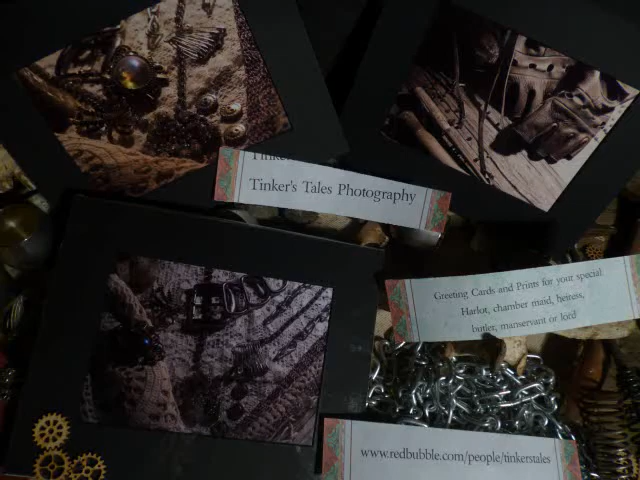 Tinker's Tales Photography
Greeting Cards and Prints for your special
Harlot, chamber maid, heiress,
butler, manservant or lord
www.redbubble.com/people/tinkerstales